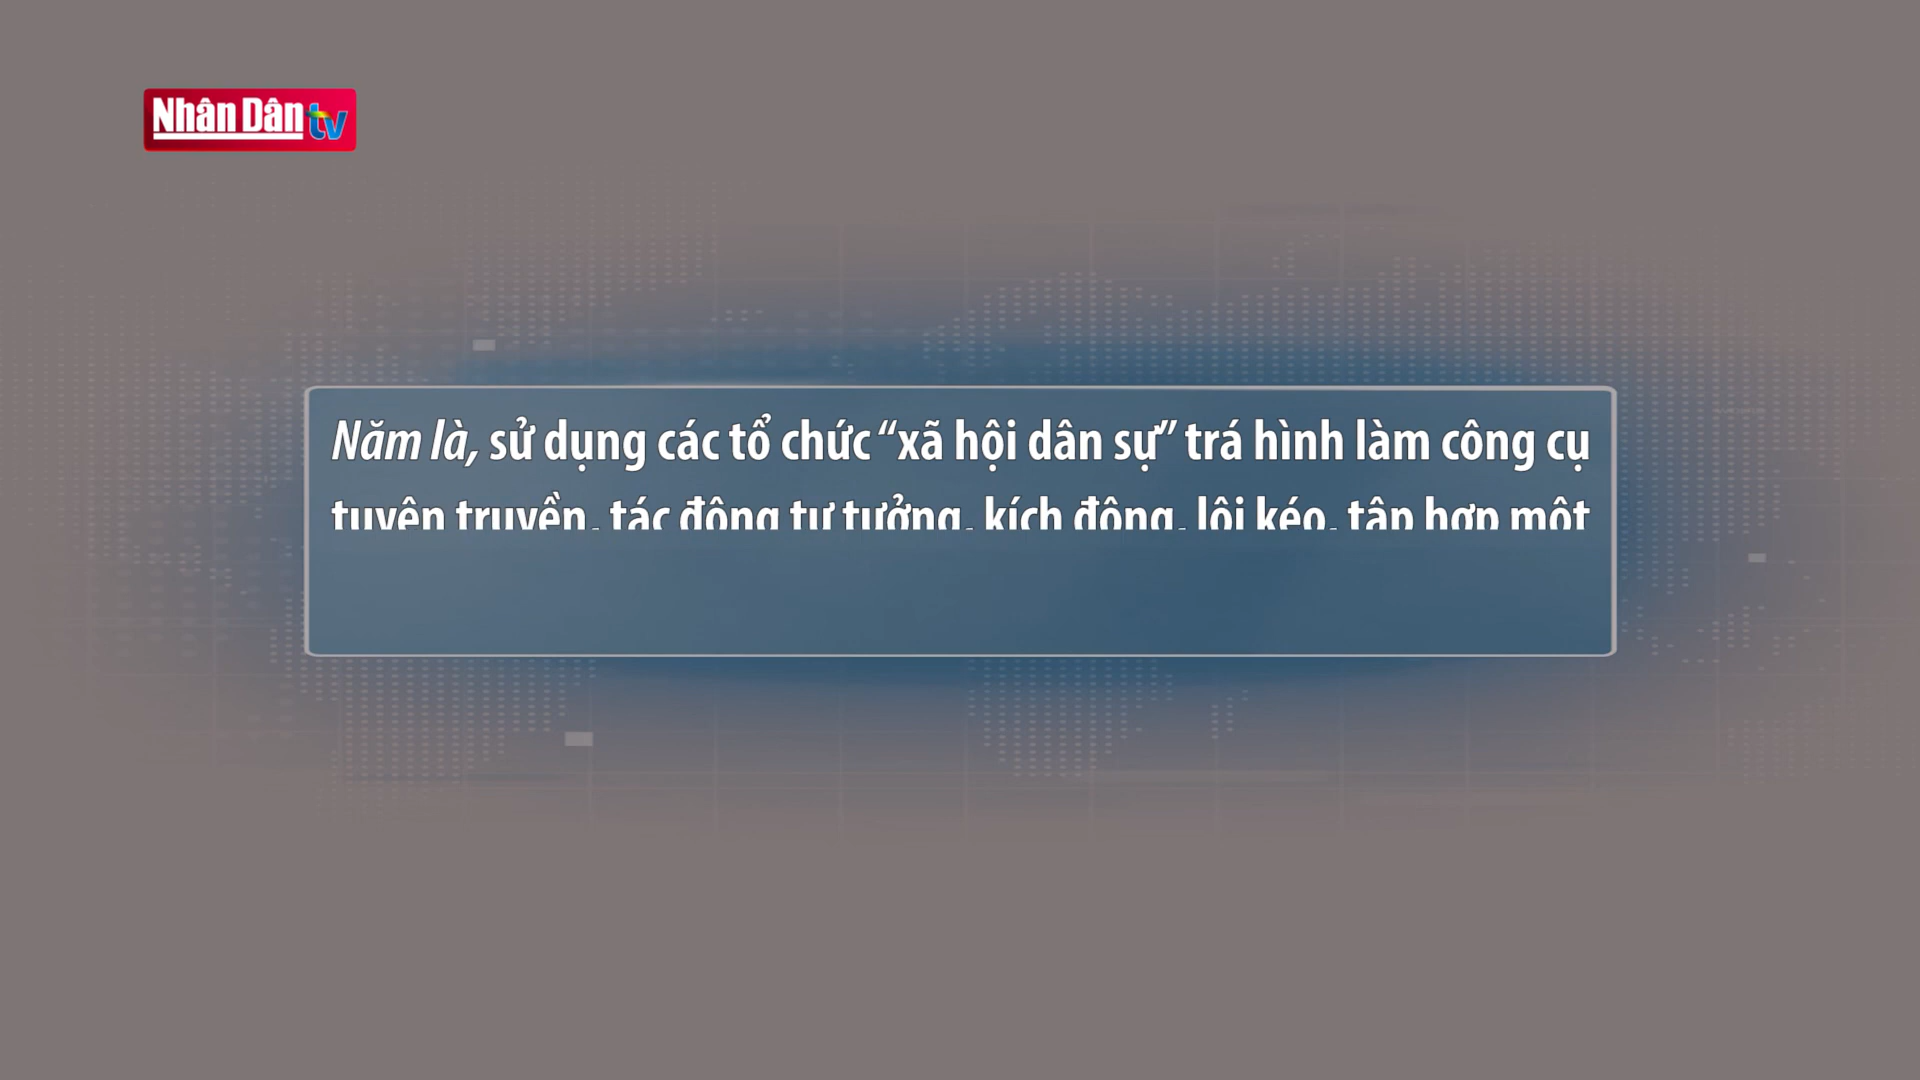 Nhân Dân tv
Năm là, sử dụng các tổ chức “xã hội dân sự” trá hình làm công cụ
tuyên truyền, tác động tư tưởng, kích động, lôi kéo, tập hợp một